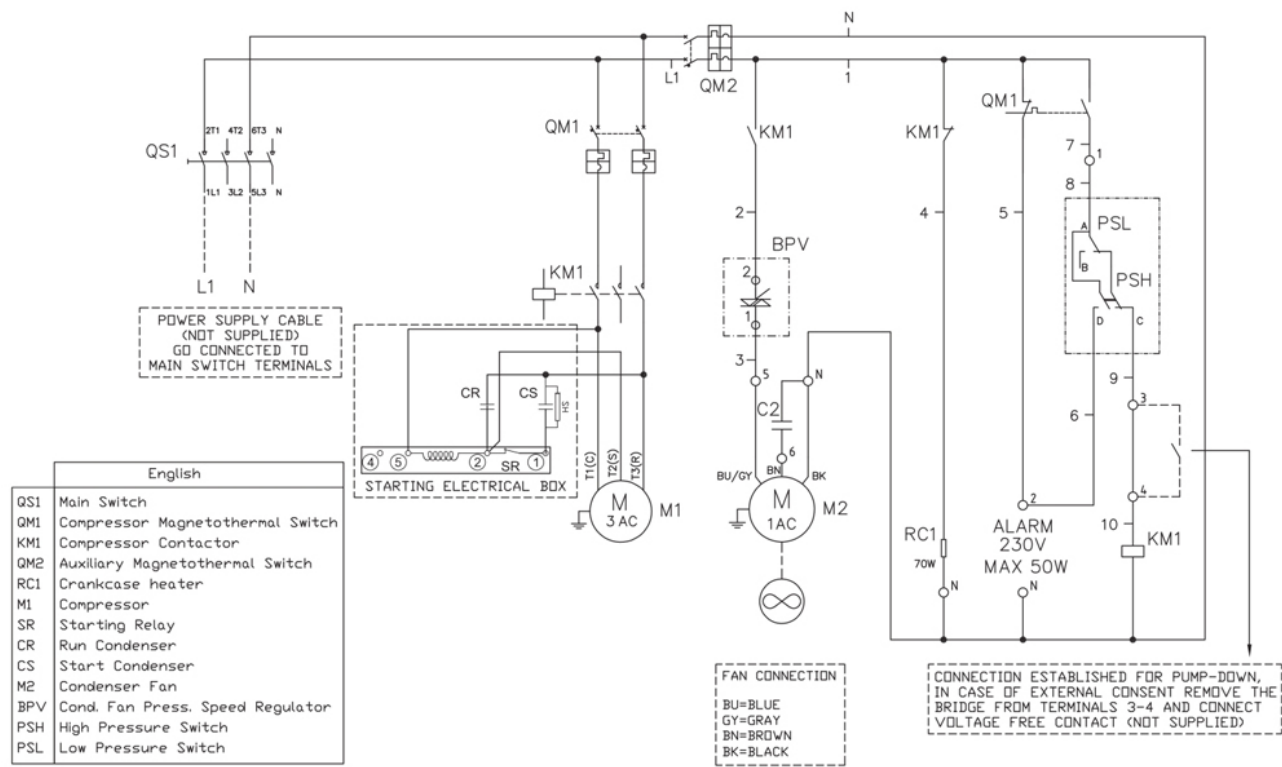 N
L1
QM2
1
2T1 4T2 6T3 N
QS1
1L1 3L2 5L3 N
L1 N
POWER SUPPLY CABLE
(NOT SUPPLIED)
GO CONNECTED TO
MAIN SWITCH TERMINALS
QM1
KM1
CR
CS
HS
4 5 2 SR 1
STARTING ELECTRICAL BOX
T1(C)
T2(S)
T3(R)
M
3 AC
M1
KM1
2
BPV
2
1
3
5
N
C2
6
BU/GY
BN
BK
M
1AC
M2
KM1
4
RC1
70W
N
QM1
5
7
1
8
A
PSL
B
PSH
D
C
9
6
3
4
2
10
ALARM
230V
MAX 50W
KM1
N
English
QS1 Main Switch
QM1 Compressor Magnetothermal Switch
KM1 Compressor Contactor
QM2 Auxiliary Magnetothermal Switch
RC1 Crankcase heater
M1 Compressor
SR Starting Relay
CR Run Condenser
CS Start Condenser
M2 Condenser Fan
BPV Cond. Fan Press. Speed Regulator
PSH High Pressure Switch
PSL Low Pressure Switch
FAN CONNECTION
BU=BLUE
GY=GRAY
BN=BROWN
BK=BLACK
CONNECTION ESTABLISHED FOR PUMP-DOWN,
IN CASE OF EXTERNAL CONSENT REMOVE THE
BRIDGE FROM TERMINALS 3-4 AND CONNECT
VOLTAGE FREE CONTACT (NOT SUPPLIED)